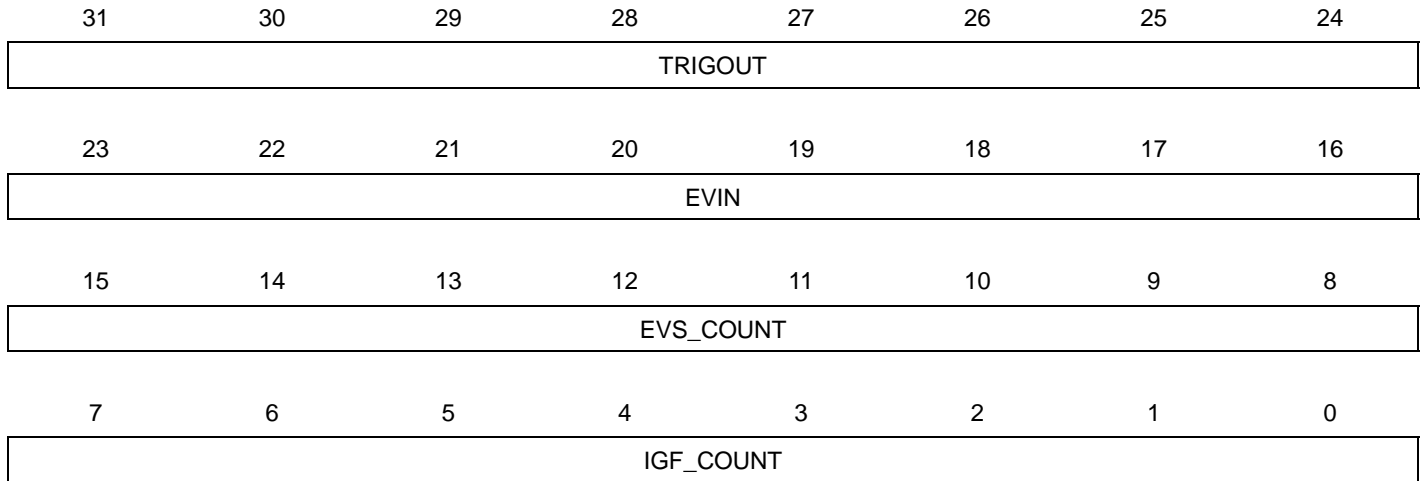 31 30 29 28 27 26 25 24
TRIGOUT
23 22 21 20 19 18 17 16
EVIN
15 14 13 12 11 10 9 8
EVS_COUNT
7 6 5 4 3 2 1 0
IGF_COUNT